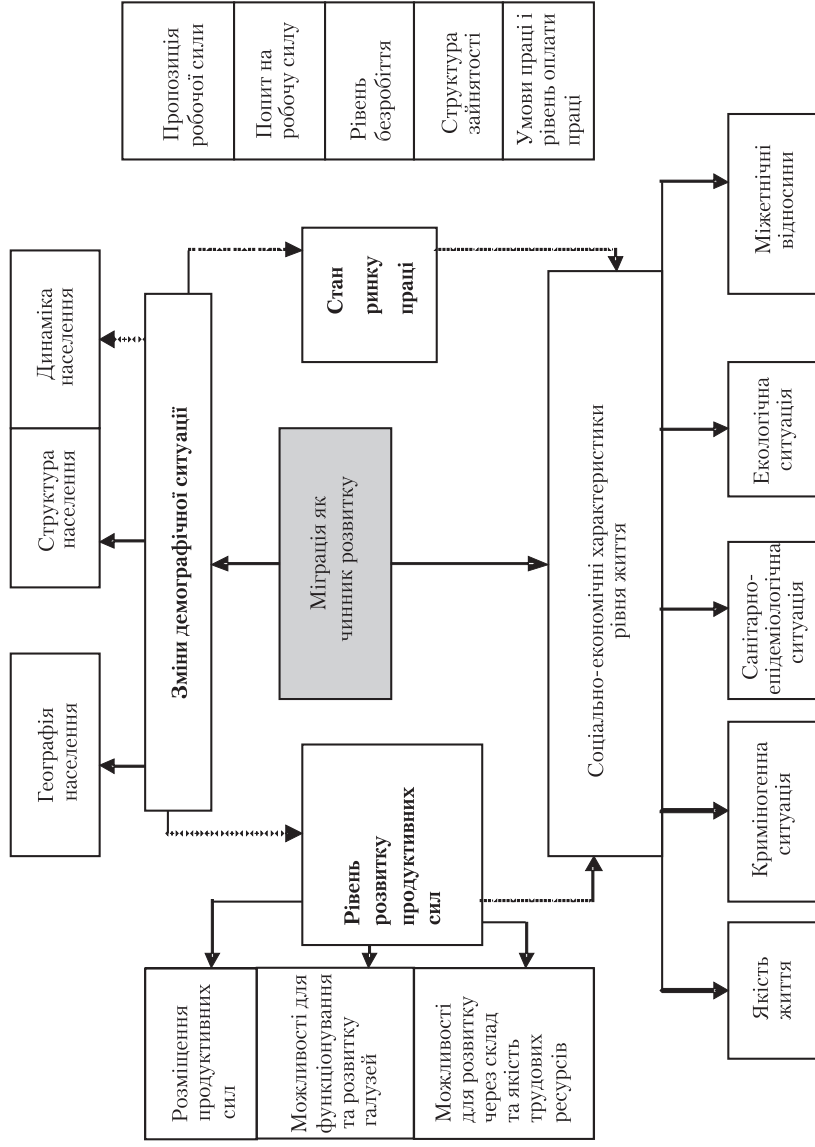 Географія
населення
Структура
населення
Динаміка
населення
Зміни демографічної ситуації
Розміщення
продуктивних
сил
Можливості для
функціонування
та розвитку
галузей
Можливості
для розвитку
через склад
та якість
трудових
ресурсів
Рівень
розвитку
продуктивних
сил
Міграція як
чинник розвитку
Стан
ринку
праці
Пропозиція
робочої сили
Попит на
робочу силу
Рівень
безробіття
Структура
зайнятості
Умови праці і
рівень оплати
праці
Соціально-економічні характеристики
рівня життя
Якість
життя
Криміногенна
ситуація
Санітарно-
епідеміологічна
ситуація
Екологічна
ситуація
Міжетнічні
відносини